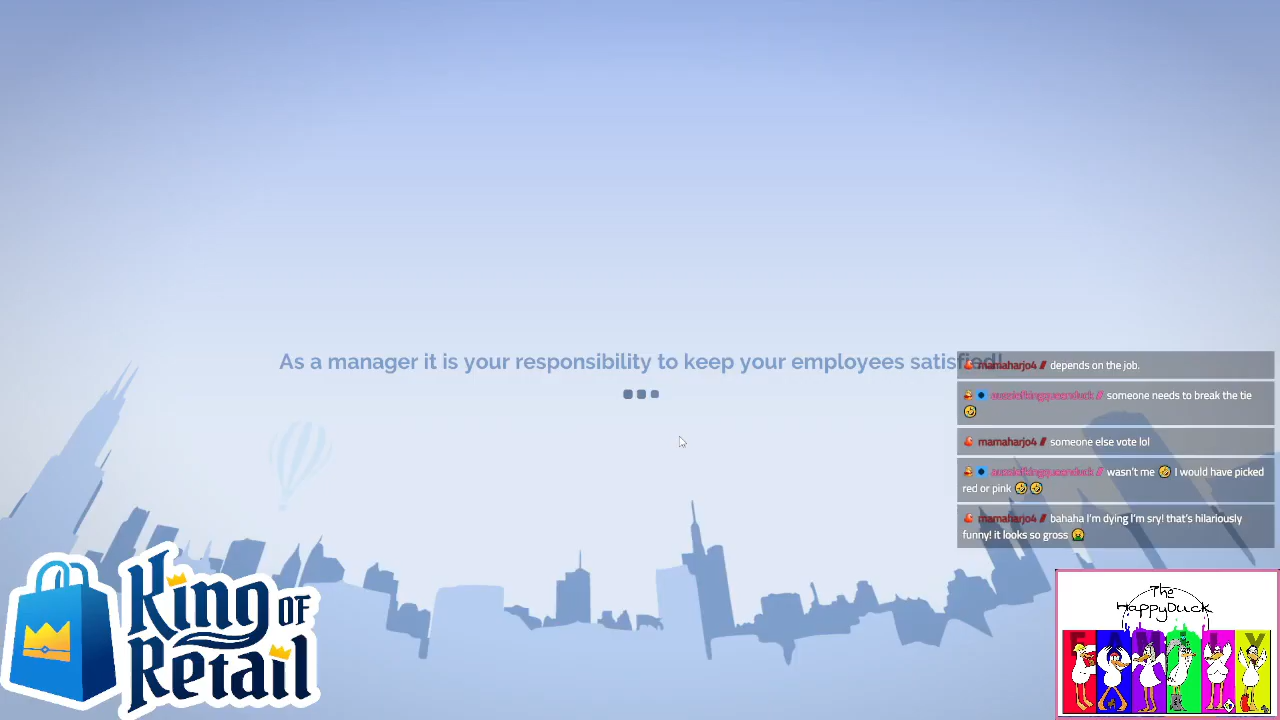 As a manager it is your responsibility to keep your employees satisfied!
mamaharjo4 // depends on the job.
// someone needs to break the tie
mamaharjo4 // someone else vote lol
// wasn't me 🤣 I would have picked
red or pink 🤣 🤣
mamaharjo4 // bahaha I'm dying I'm sry! that's hilariously
funny! it looks so gross 🤮
King OF
Retail
The
HappyDuck
FAMILY